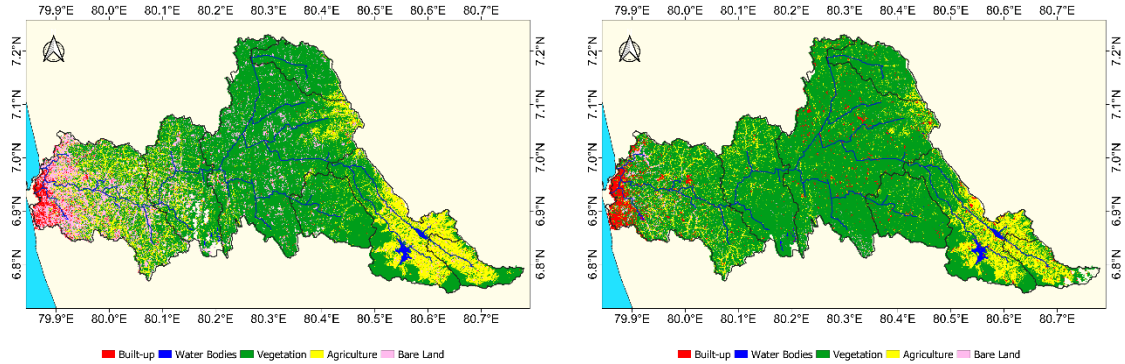 79.9°E 80.0°E 80.1°E 80.2°E 80.3°E 80.4°E 80.5°E 80.6°E 80.7°E
7.2°N 7.2°N
7.1°N 7.1°N
7.0°N 7.0°N
6.9°N 6.9°N
6.8°N 6.8°N
79.9°E 80.0°E 80.1°E 80.2°E 80.3°E 80.4°E 80.5°E 80.6°E 80.7°E
Built-up Water Bodies Vegetation Agriculture Bare Land
79.9°E 80.0°E 80.1°E 80.2°E 80.3°E 80.4°E 80.5°E 80.6°E 80.7°E
7.2°N 7.2°N
7.1°N 7.1°N
7.0°N 7.0°N
6.9°N 6.9°N
6.8°N 6.8°N
79.9°E 80.0°E 80.1°E 80.2°E 80.3°E 80.4°E 80.5°E 80.6°E 80.7°E
Built-up Water Bodies Vegetation Agriculture Bare Land